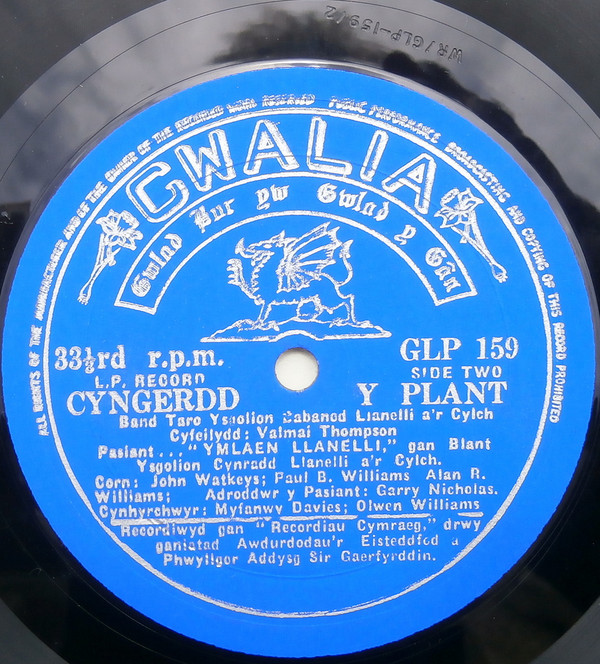 WR/GLP-159/2
ALL RIGHTS OF THE MANUFACTURER AND OF THE OWNER OF THE RECORDED WORK RESERVED PUBLIC PERFORMANCE BROADCASTING AND COPYING OF THIS RECORD PROHIBITED
GWALIA
Gwlad Pur Yw Gwlad Y Gân
33½rd r.p.m.
L.P. RECORD
GLP 159
SIDE TWO
CYNGERDD Y PLANT
Band Taro Ysgolion Babanod Llanelli a'r Cylch
Cyfeilydd: Valmai Thompson
Pasiant... "YMLAEN LLANELLI," gan Blant
Ysgolion Cynradd Llanelli a'r Cylch.
Corn: John Watkeys; Paul B. Williams Alan R.
Williams; Adroddwr y Pasiant: Garry Nicholas.
Cynhyrchwyr: Myfanwy Davies; Olwen Williams
Recordiwyd gan "Recordiau Cymraeg," drwy
ganiatad Awdurdodau'r Eisteddfod a
Phwyllgor Addysg Sir Gaerfyrddin.